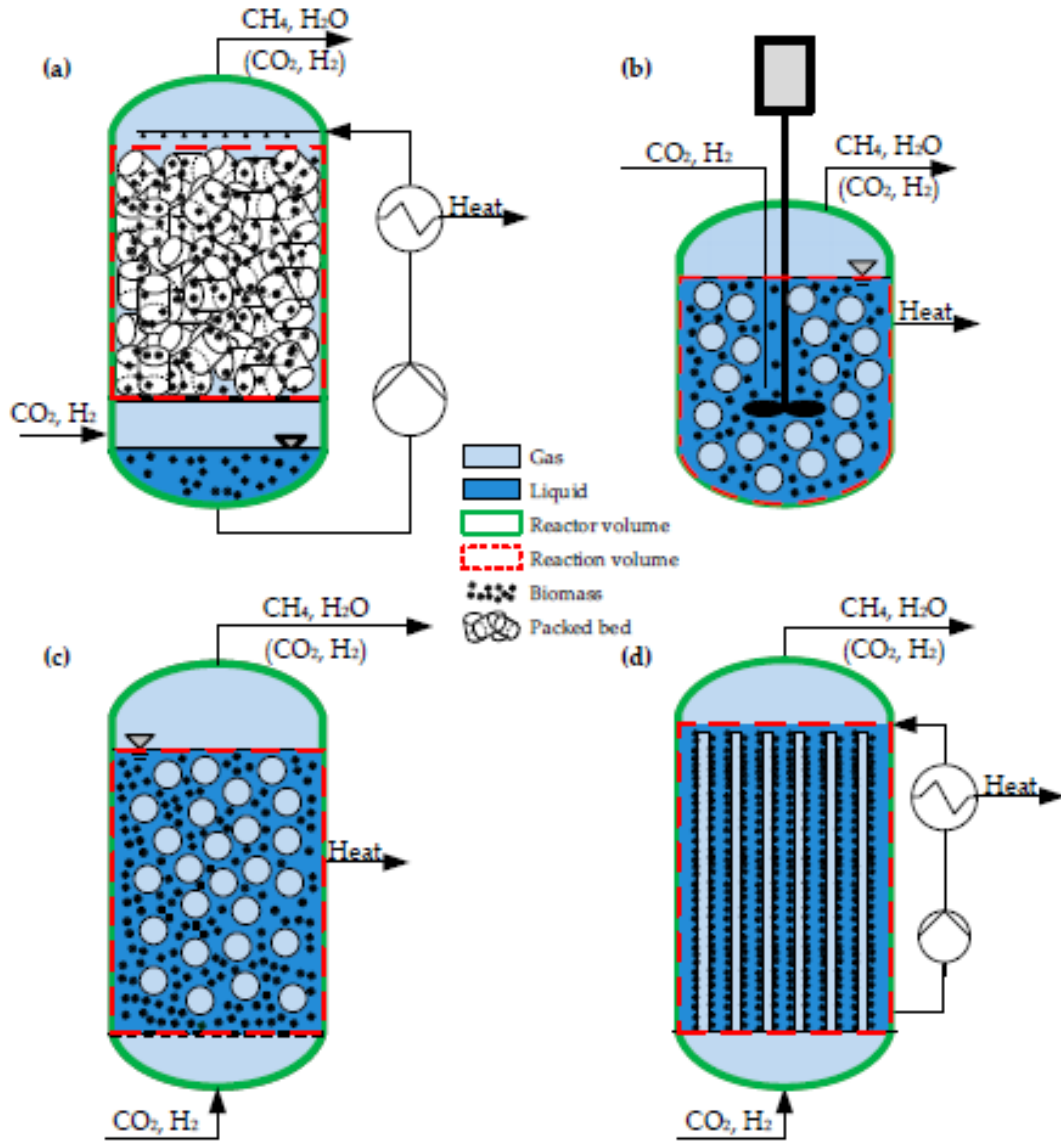 (a)
CH₄, H₂O
(CO₂, H₂)
Heat
CO₂, H₂
(b)
CO₂, H₂
CH₄, H₂O
(CO₂, H₂)
Heat
Gas
Liquid
Reactor volume
Reaction volume
Biomass
Packed bed
(c)
CH₄, H₂O
(CO₂, H₂)
Heat
CO₂, H₂
(d)
CH₄, H₂O
(CO₂, H₂)
Heat
CO₂, H₂